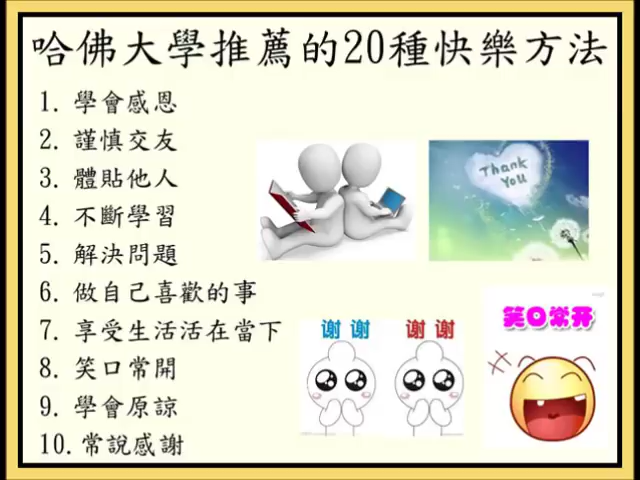 哈佛大學推薦的20種快樂方法
1. 學會感恩
2. 謹慎交友
3. 體貼他人
4. 不斷學習
5. 解決問題
6. 做自己喜歡的事
7. 享受生活活在當下
8. 笑口常開
9. 學會原諒
10. 常說感謝
Thank
You
笑口常开
谢 谢 谢 谢